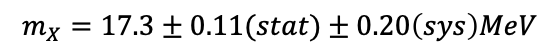 m_X = 17.3 ± 0.11(stat) ± 0.20(sys)MeV